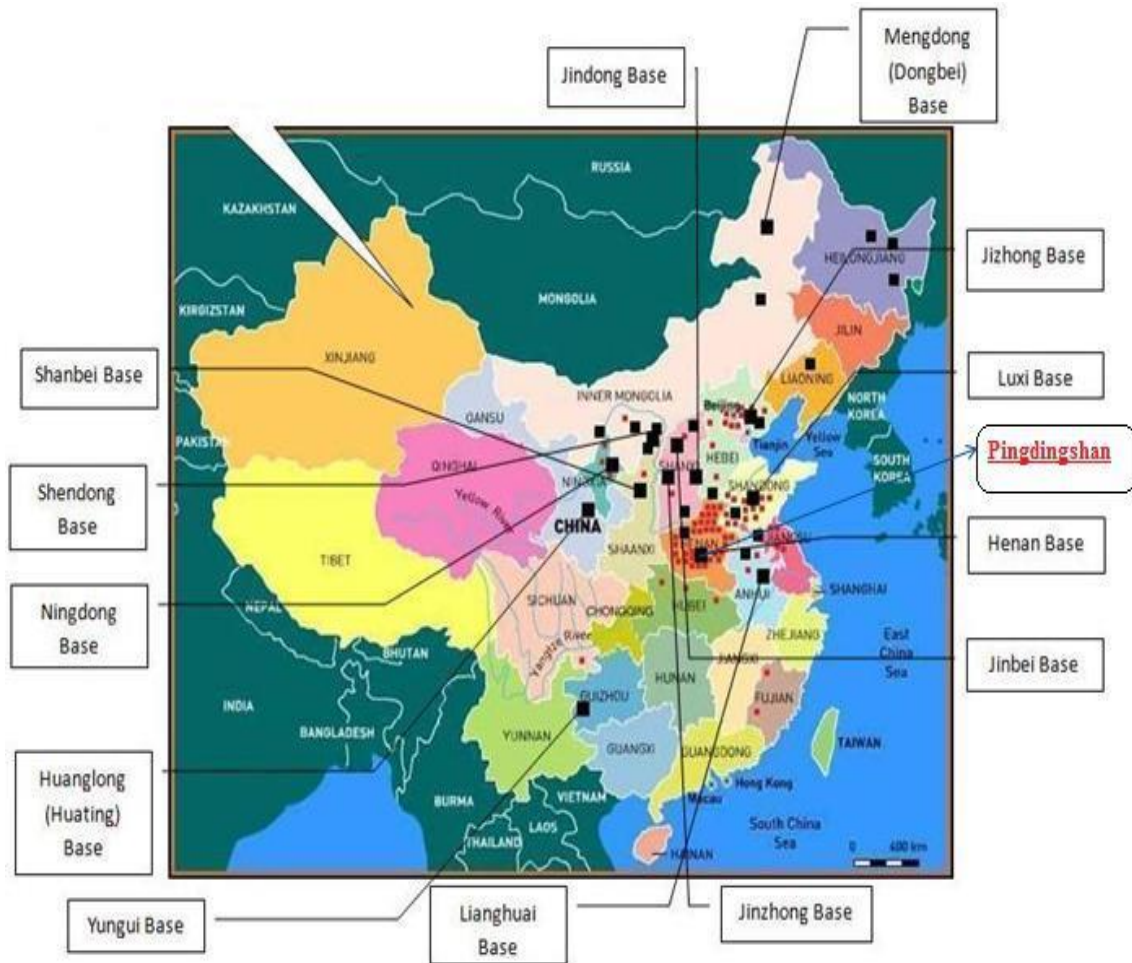 Mengdong
(Dongbei)
Base
Jindong Base
RUSSIA
KAZAKHSTAN
HEILONGJIANG
Jizhong Base
MONGOLIA
KIRGIZSTAN
JILIN
XINJIANG
Shanbei Base
LIAONING
Luxi Base
INNER MONGOLIA
Beijing
NORTH
KOREA
GANSU
Tianjin
Yellow
Sea
PAKISTAN
HEBEI
SOUTH
KOREA
Pingdingshan
QINGHAI
SHANXI
NINGXIA
SHANDONG
Shendong
Base
Yellow River
CHINA
Henan Base
SHAANXI
JIANGSU
TIBET
ANHUI
SHANGHAI
NEPAL
SICHUAN
CHONGQING
HUBEI
Ningdong
Base
ZHEJIANG
East
China
Sea
Yangtze River
BHUTAN
JIANGXI
Jinbei Base
HUNAN
INDIA
GUIZHOU
FUJIAN
BANGLADESH
YUNNAN
TAIWAN
GUANGXI
GUANGDONG
Huanglong
(Huating)
Base
Hong Kong
Macau
BURMA
VIETNAM
LAOS
South China
Sea
THAILAND
HAINAN
0 400 km
Yungui Base
Lianghuai
Base
Jinzhong Base